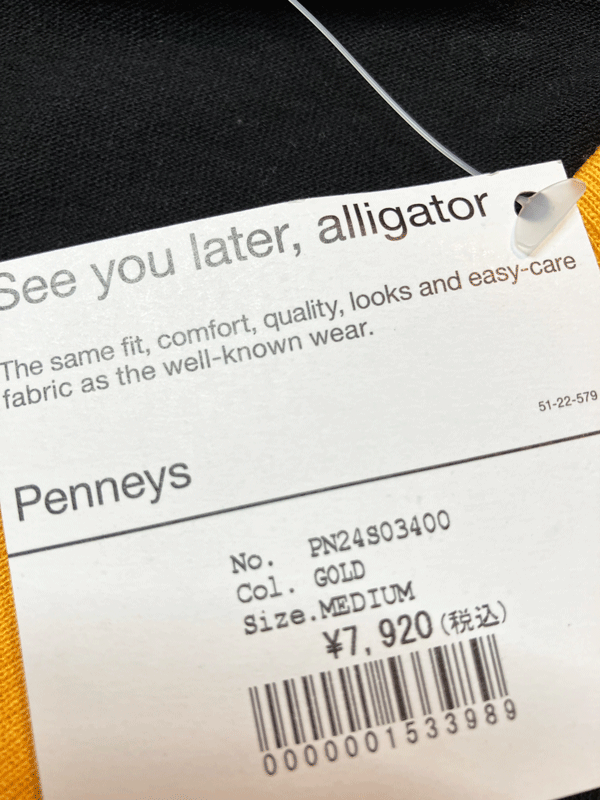 See you later, alligator
The same fit, comfort, quality, looks and easy-care
fabric as the well-known wear.
51-22-579
Penneys
No. PN24S03400
Col. GOLD
Size.MEDIUM
¥7,920(税込)
0000001533989